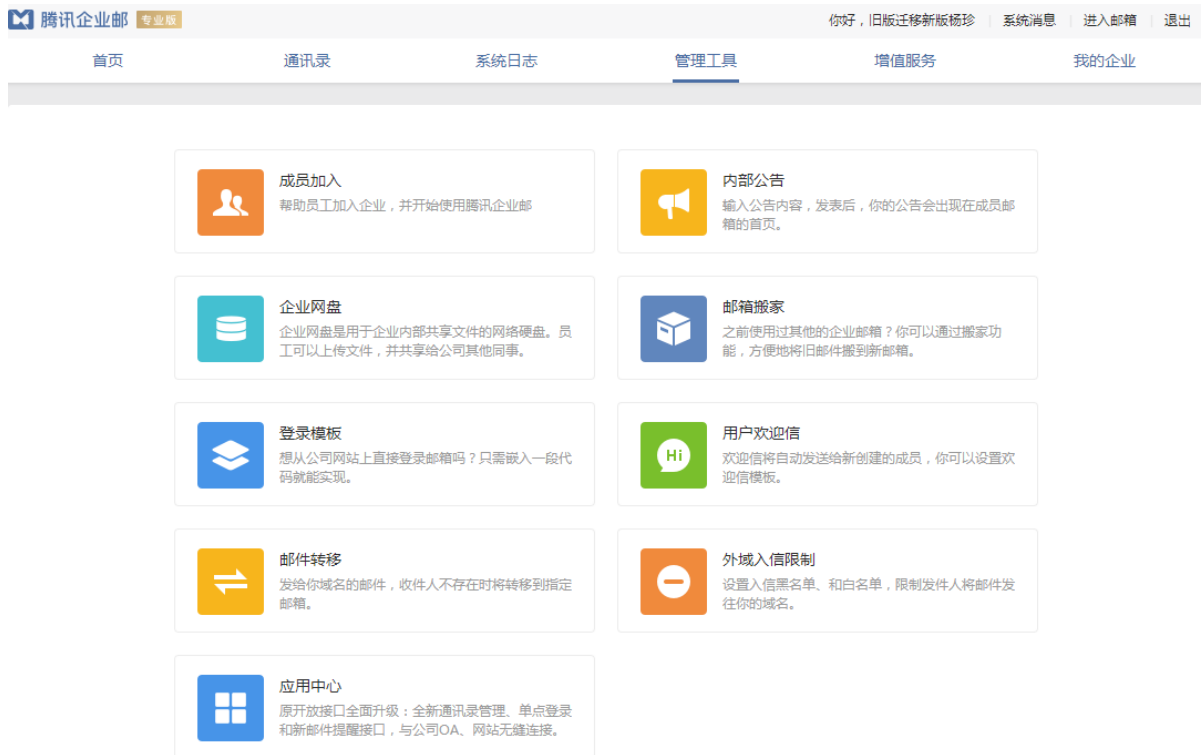 腾讯企业邮 专业版 你好，旧版迁移新版杨珍 系统消息 进入邮箱 退出
首页 通讯录 系统日志 管理工具 增值服务 我的企业
成员加入
帮助员工加入企业，并开始使用腾讯企业邮
内部公告
输入公告内容，发表后，你的公告会出现在成员邮
箱的首页。
企业网盘
企业网盘是用于企业内部共享文件的网络硬盘。员
工可以上传文件，并共享给公司其他同事。
邮箱搬家
之前使用过其他的企业邮箱？你可以通过搬家功
能，方便地将旧邮件搬到新邮箱。
登录模板
想从公司网站上直接登录邮箱吗？只需嵌入一段代
码就能实现。
Hi
用户欢迎信
欢迎信将自动发送给新创建的成员，你可以设置欢
迎信模板。
邮件转移
发给你域名的邮件，收件人不存在时将转移到指定
邮箱。
外域入信限制
设置入信黑名单、和白名单，限制发件人将邮件发
往你的域名。
应用中心
原开放接口全面升级：全新通讯录管理、单点登录
和新邮件提醒接口，与公司OA、网站无缝连接。